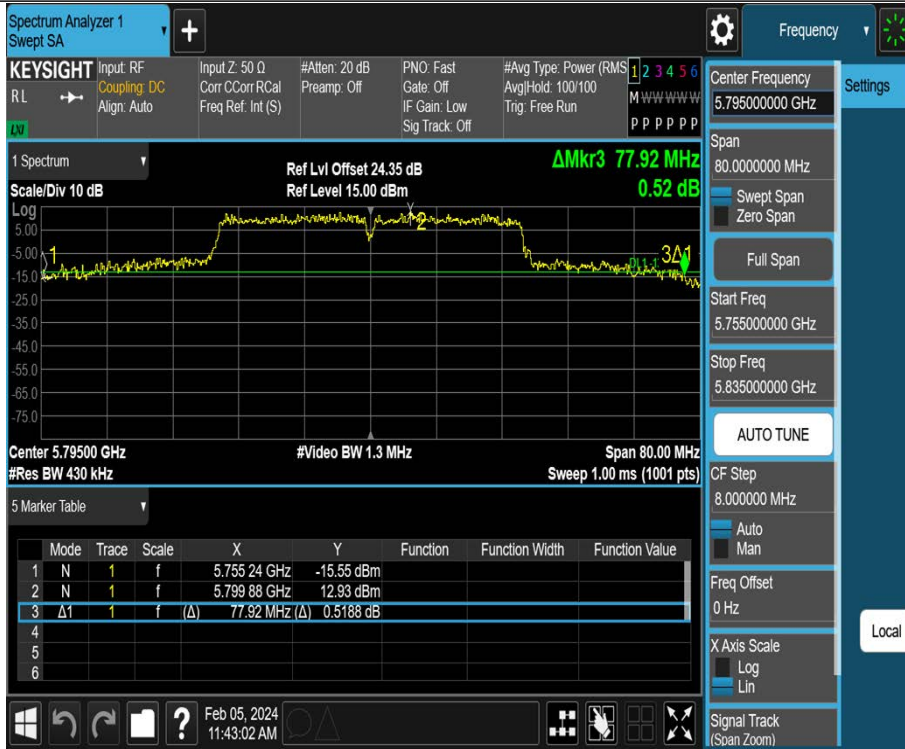 Spectrum Analyzer 1
Swept SA
+
Frequency
KEYSIGHT
RL
LXI
Input: RF
Coupling: DC
Align: Auto
Input Z: 50 Ω
Corr CCorr RCal
Freq Ref: Int (S)
#Atten: 20 dB
Preamp: Off
PNO: Fast
Gate: Off
IF Gain: Low
Sig Track: Off
#Avg Type: Power (RMS
Avg|Hold: 100/100
Trig: Free Run
1 2 3 4 5 6
M W W W W W
P P P P P P
1 Spectrum
Scale/Div 10 dB
Ref Lvl Offset 24.35 dB
Ref Level 15.00 dBm
ΔMkr3 77.92 MHz
0.52 dB
Log
5.00
-5.00
-15.0
-25.0
-35.0
-45.0
-55.0
-65.0
-75.0
1
2
3Δ1
Center 5.79500 GHz
#Video BW 1.3 MHz
Span 80.00 MHz
#Res BW 430 kHz
Sweep 1.00 ms (1001 pts)
5 Marker Table
Mode Trace Scale X Y Function Function Width Function Value
1 N 1 f 5.755 24 GHz -15.55 dBm
2 N 1 f 5.799 88 GHz 12.93 dBm
3 Δ1 1 f (Δ) 77.92 MHz (Δ) 0.5188 dB
4
5
6
?
Feb 05, 2024
11:43:02 AM
Center Frequency
5.795000000 GHz
Settings
Span
80.0000000 MHz
Swept Span
Zero Span
Full Span
Start Freq
5.755000000 GHz
Stop Freq
5.835000000 GHz
AUTO TUNE
CF Step
8.000000 MHz
Auto
Man
Freq Offset
0 Hz
Local
X Axis Scale
Log
Lin
Signal Track
(Span Zoom)